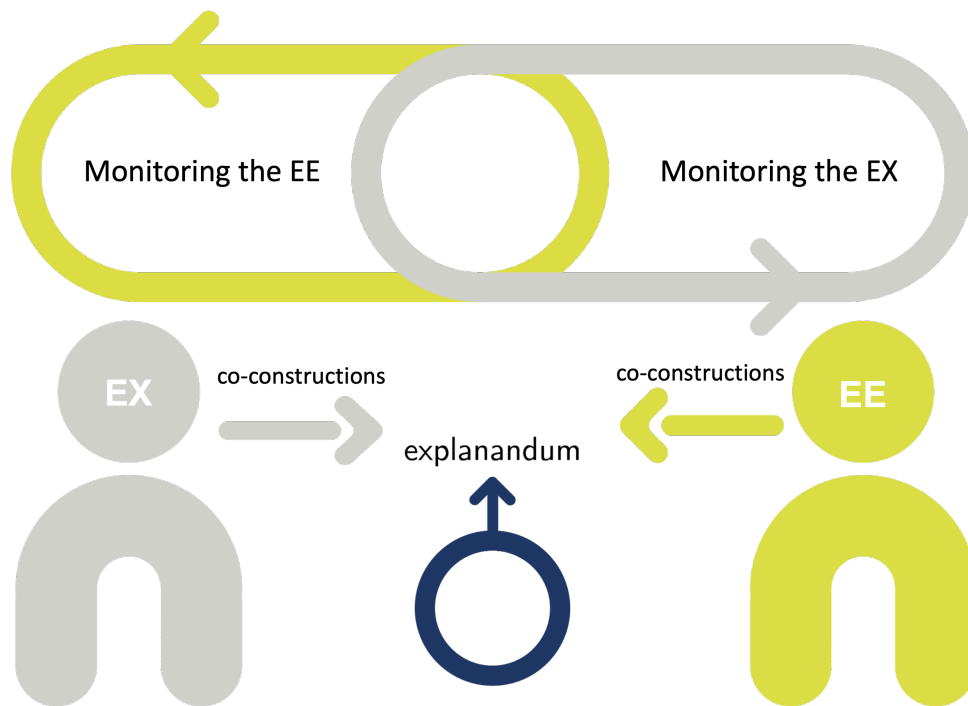 Monitoring the EE
Monitoring the EX
EX
co-constructions
co-constructions
EE
explanandum